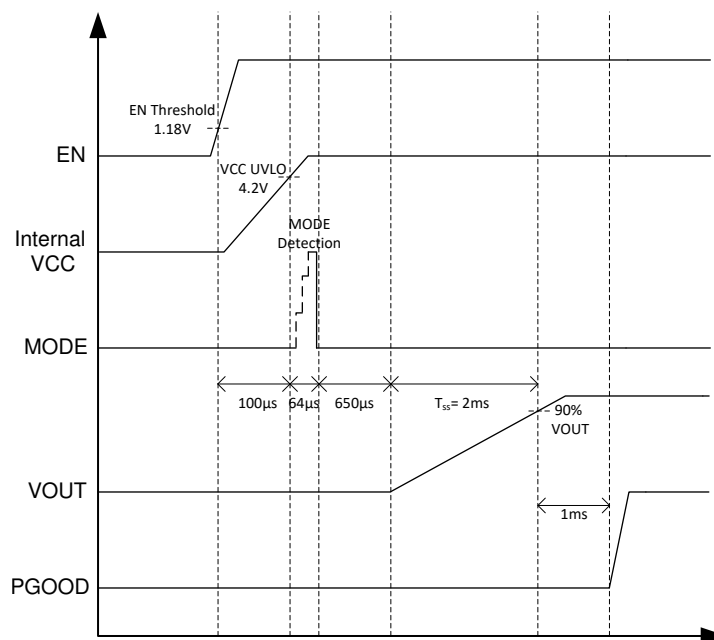 EN Threshold
1.18V
EN
VCC UVLO
4.2V
MODE
Detection
Internal
VCC
MODE
100µs
64µs
650µs
Tss= 2ms
90%
VOUT
VOUT
1ms
PGOOD